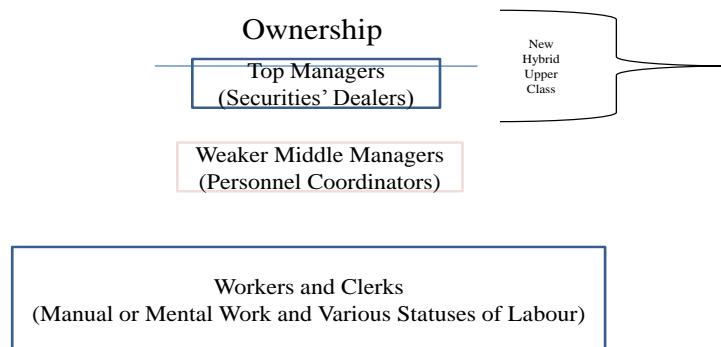 Ownership
Top Managers
(Securities’ Dealers)
New
Hybrid
Upper
Class
Weaker Middle Managers
(Personnel Coordinators)
Workers and Clerks
(Manual or Mental Work and Various Statuses of Labour)